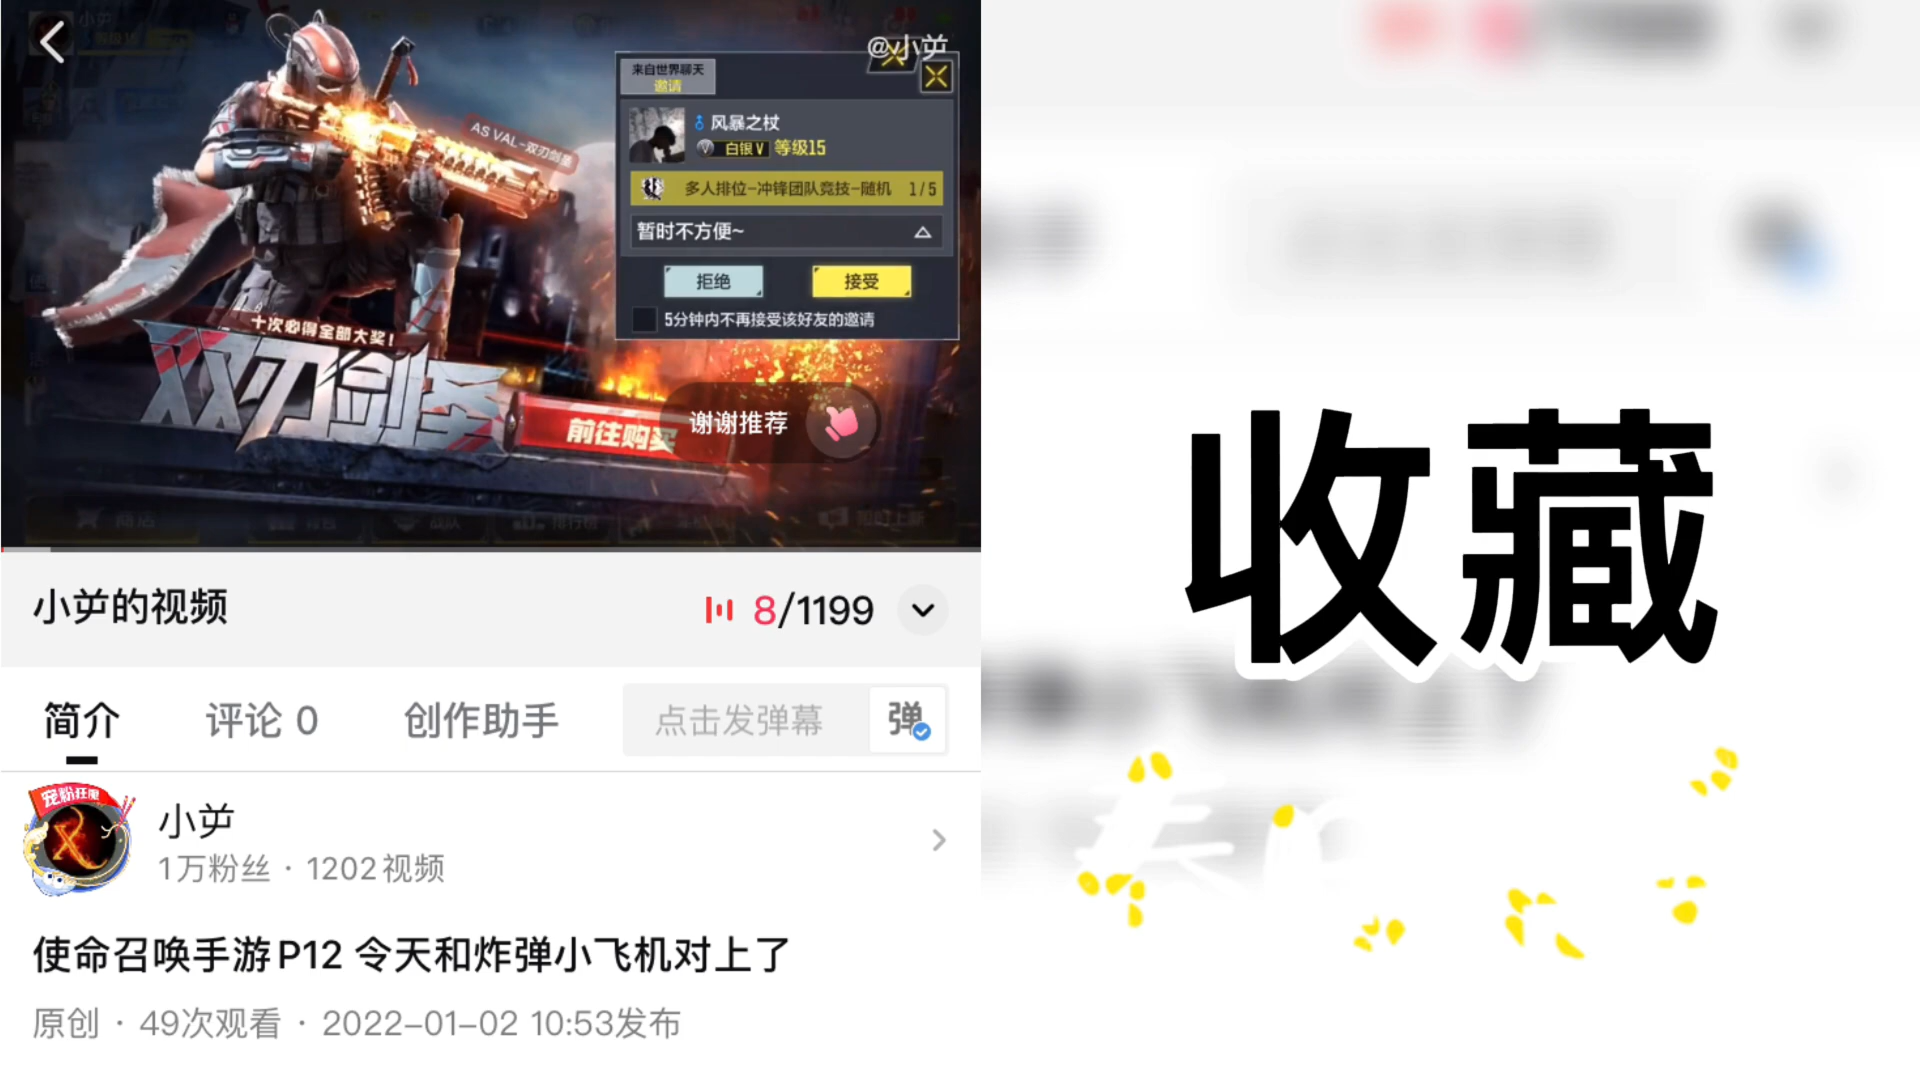 @小岁
来自世界聊天
邀请
风暴之杖
白银V 等级15
多人排位-冲锋团队竞技-随机 1/5
暂时不方便~
拒绝 接受
5分钟内不再接受该好友的邀请
AS VAL-双刃剑圣
十次必得全部大奖!
双刃剑圣
前往购买
谢谢推荐
小岁的视频
8/1199
简介 评论 0 创作助手 点击发弹幕 弹
宠粉狂魔
小岁
1万粉丝 · 1202视频
使命召唤手游P12 令天和炸弹小飞机对上了
原创 · 49次观看 · 2022-01-02 10:53发布
收藏